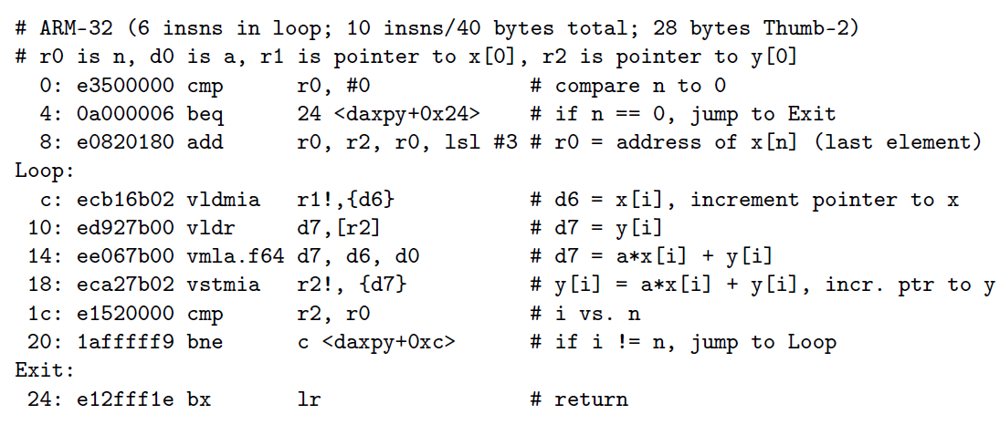 # ARM-32 (6 insns in loop; 10 insns/40 bytes total; 28 bytes Thumb-2)
# r0 is n, d0 is a, r1 is pointer to x[0], r2 is pointer to y[0]
0: e3500000 cmp r0, #0 # compare n to 0
4: 0a000006 beq 24 <daxpy+0x24> # if n == 0, jump to Exit
8: e0820180 add r0, r2, r0, lsl #3 # r0 = address of x[n] (last element)
Loop:
c: ecb16b02 vldmia r1!,{d6} # d6 = x[i], increment pointer to x
10: ed927b00 vldr d7,[r2] # d7 = y[i]
14: ee067b00 vmla.f64 d7, d6, d0 # d7 = a*x[i] + y[i]
18: eca27b02 vstmia r2!, {d7} # y[i] = a*x[i] + y[i], incr. ptr to y
1c: e1520000 cmp r2, r0 # i vs. n
20: 1afffff9 bne c <daxpy+0xc> # if i != n, jump to Loop
Exit:
24: e12fff1e bx lr # return